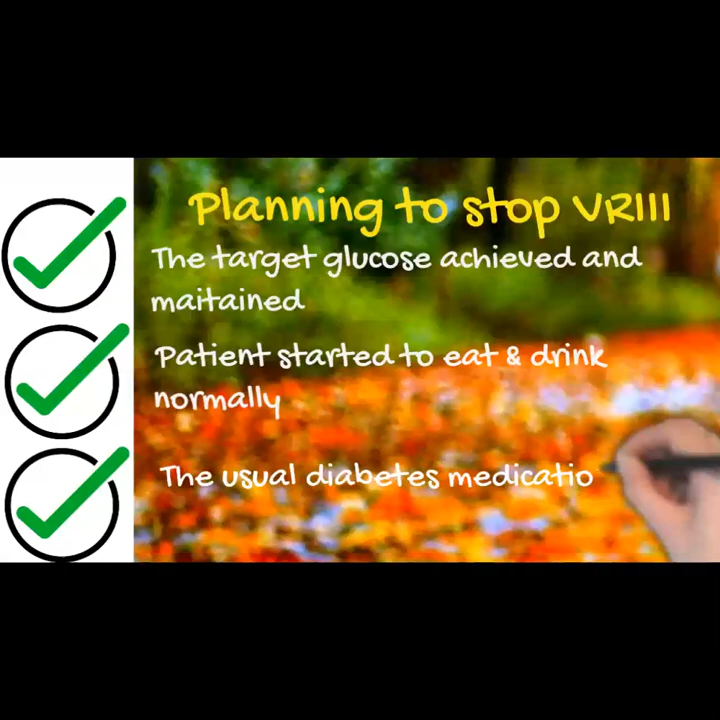 Planning to stop VRIII
The target glucose achieved and
maitained
Patient started to eat & drink
normally
The usual diabetes medicatio